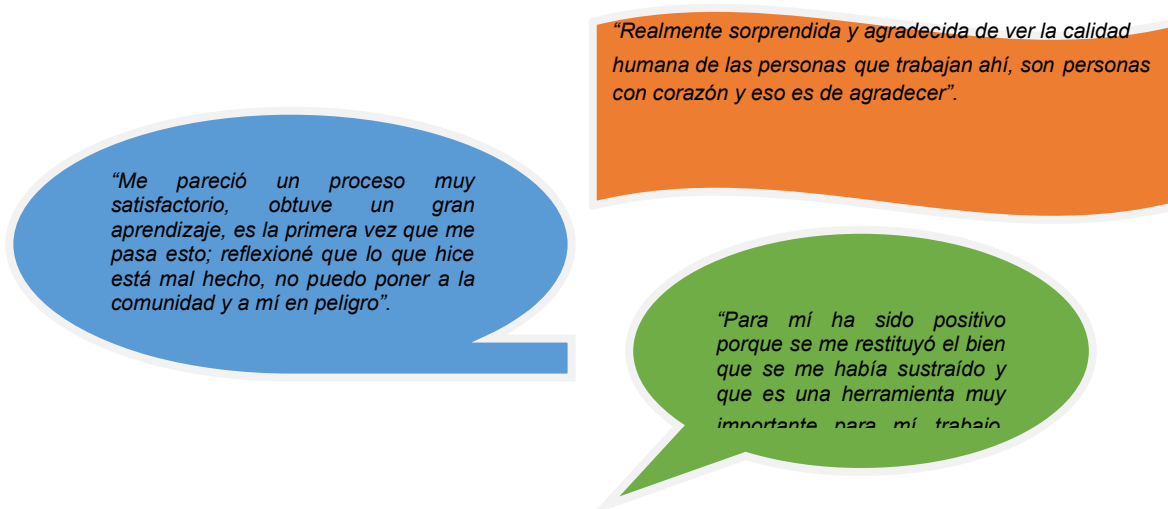 “Realmente sorprendida y agradecida de ver la calidad
humana de las personas que trabajan ahí, son personas
con corazón y eso es de agradecer”.
“Me pareció un proceso muy
satisfactorio, obtuve un gran
aprendizaje, es la primera vez que me
pasa esto; reflexioné que lo que hice
está mal hecho, no puedo poner a la
comunidad y a mí en peligro”.
“Para mí ha sido positivo
porque se me restituyó el bien
que se me había sustraído y
que es una herramienta muy
importante para mí trabajo